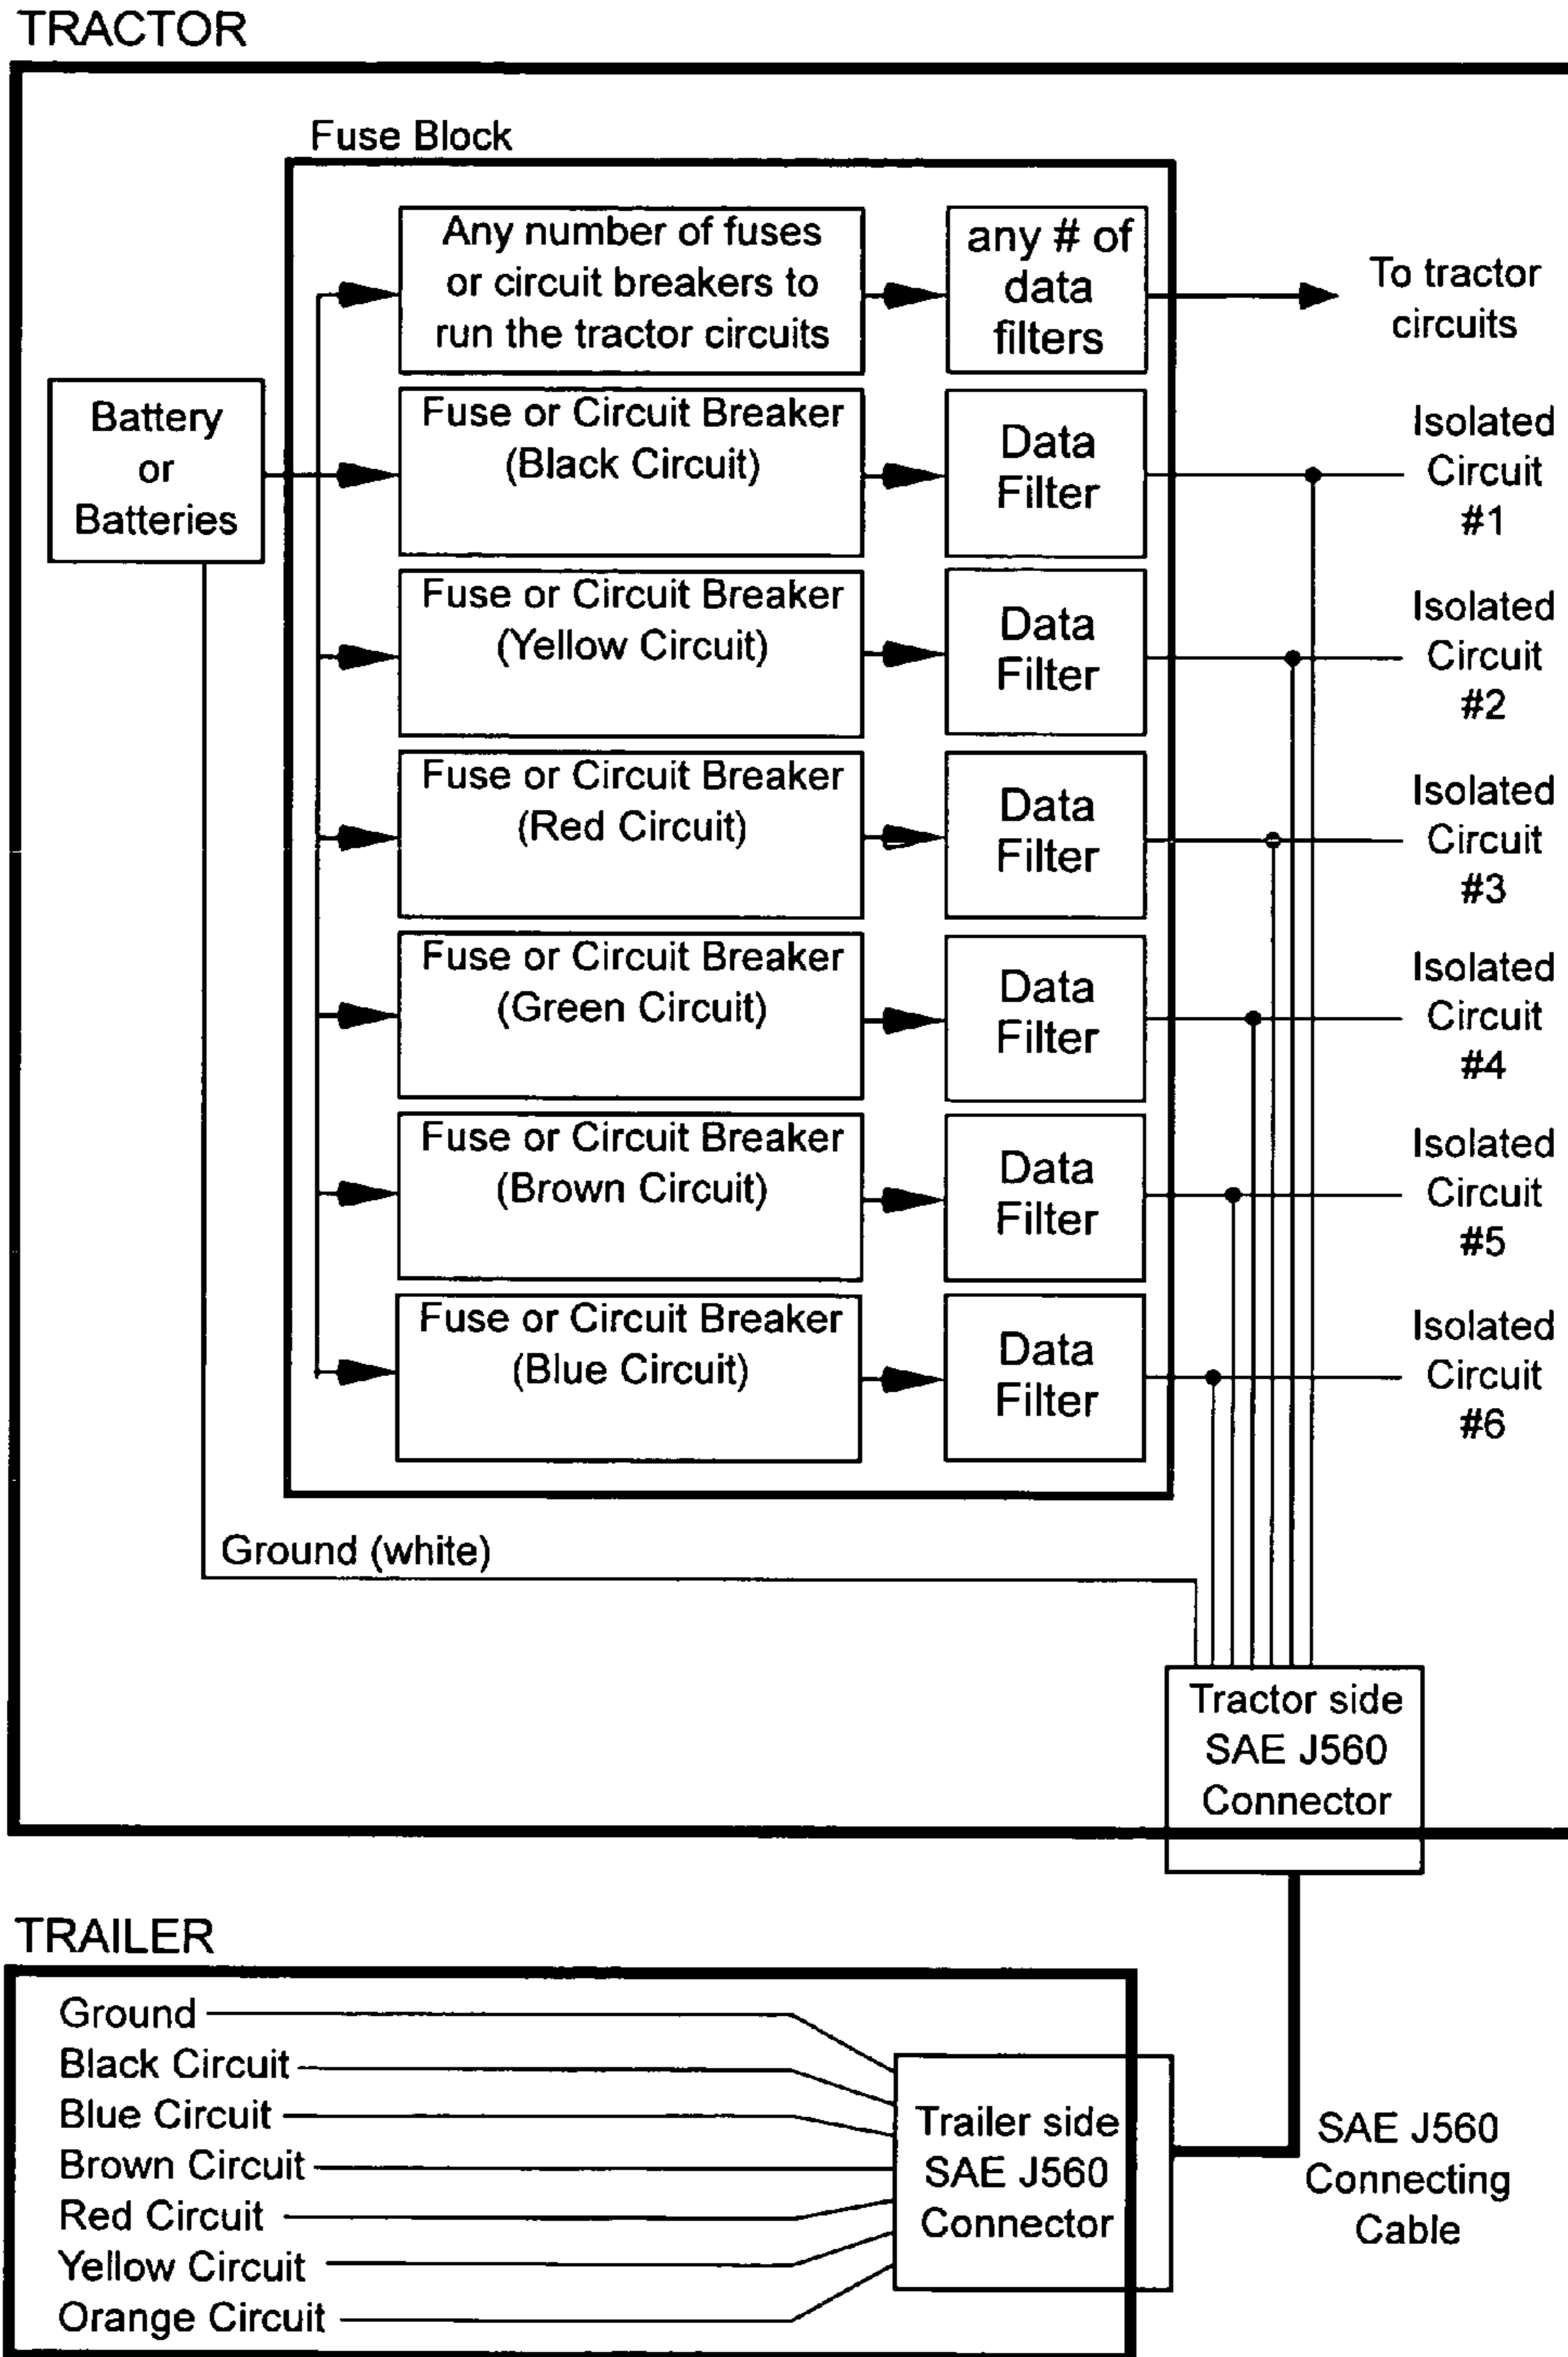 TRACTOR
Fuse Block
Any number of fuses
or circuit breakers to
run the tractor circuits
any # of
data
filters
To tractor
circuits
Battery
or
Batteries
Fuse or Circuit Breaker
(Black Circuit)
Data
Filter
Isolated
Circuit
#1
Fuse or Circuit Breaker
(Yellow Circuit)
Data
Filter
Isolated
Circuit
#2
Fuse or Circuit Breaker
(Red Circuit)
Data
Filter
Isolated
Circuit
#3
Fuse or Circuit Breaker
(Green Circuit)
Data
Filter
Isolated
Circuit
#4
Fuse or Circuit Breaker
(Brown Circuit)
Data
Filter
Isolated
Circuit
#5
Fuse or Circuit Breaker
(Blue Circuit)
Data
Filter
Isolated
Circuit
#6
Ground (white)
Tractor side
SAE J560
Connector
TRAILER
Ground
Black Circuit
Blue Circuit
Brown Circuit
Red Circuit
Yellow Circuit
Orange Circuit
Trailer side
SAE J560
Connector
SAE J560
Connecting
Cable